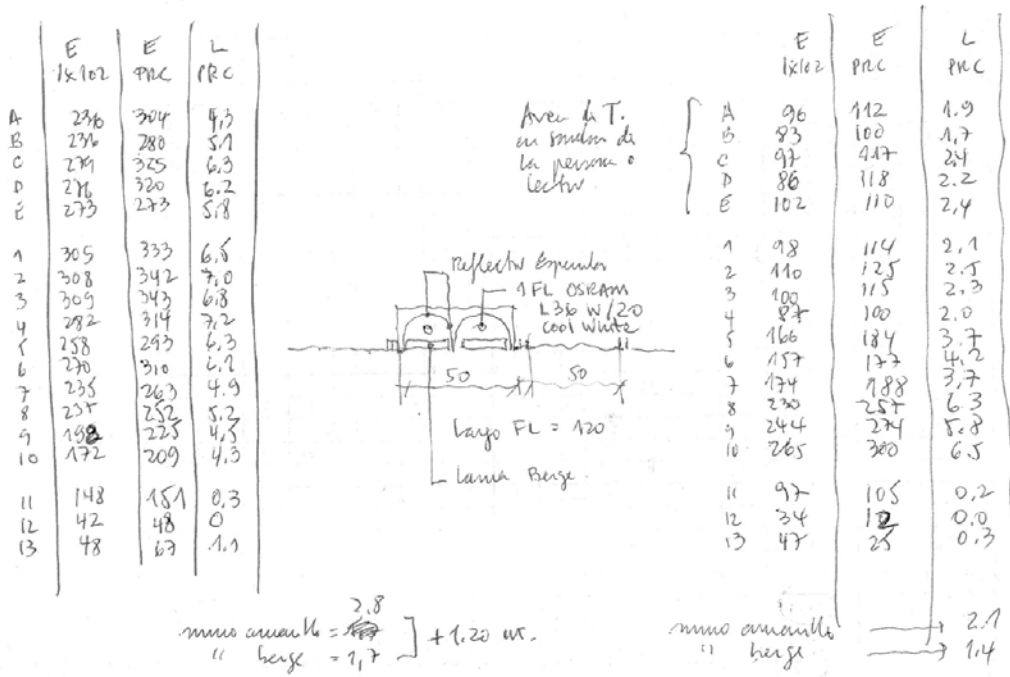 E E L
1x102 PRC PRC
A 236 304 4,3
B 236 280 5.1
C 279 325 6,3
D 276 320 6.2
E 273 273 5,8
1 305 333 6,5
2 308 342 7,0
3 309 343 6,8
4 282 314 7,2
5 258 293 6,3
6 270 310 6,2
7 235 263 4.9
8 237 252 5.2
9 198 225 4,5
10 172 209 4.3
11 148 151 0,3
12 42 48 0
13 48 67 1.1
muro amarillo = 2.8
" beige = 1,7
+1.20 mt.
Reflector Espejado
1 FL OSRAM
L36 W/20
Cool White
50 50
Largo FL = 120
Lama Beige
Area de T.
en sombra de
la persona o
lector
E E L
1x102 PRC PRC
A 96 112 1.9
B 83 100 1,7
C 97 117 2,4
D 86 118 2.2
E 102 110 2,4
1 98 114 2.1
2 110 125 2.5
3 100 115 2.3
4 87 100 2.0
5 166 184 3.7
6 157 177 4,2
7 174 188 3,7
8 230 257 6.3
9 244 274 5.8
10 265 300 6.5
11 97 105 0,2
12 34 0.0
13 47 25 0.3
muro amarillo 2.1
" beige 1.4